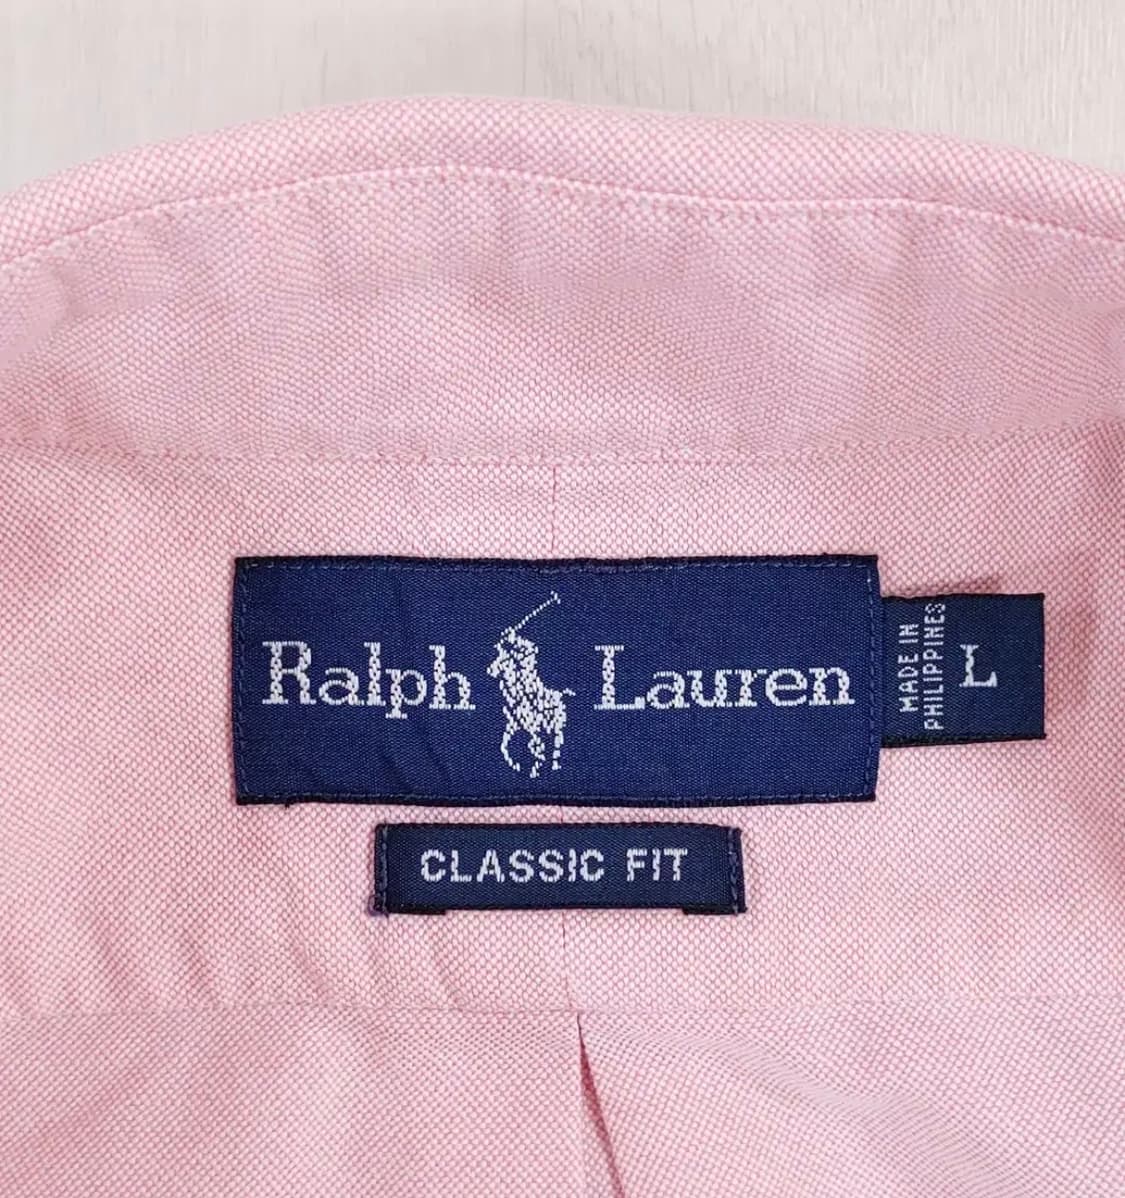 Ralph Lauren
MADE IN
PHILIPPINES
L
CLASSIC FIT